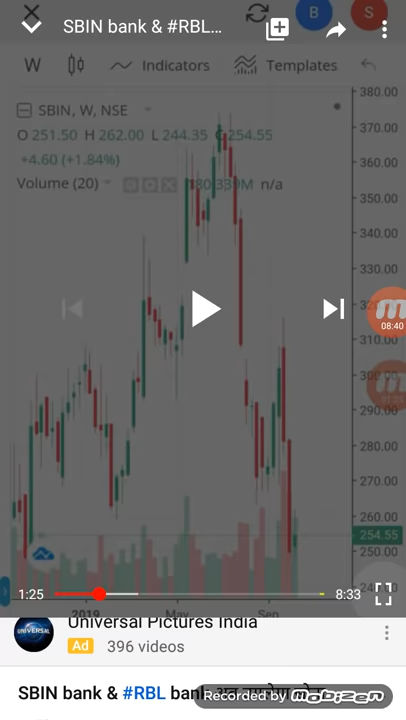 SBIN bank & #RBL...
B
S
W
Indicators
Templates
SBIN, W, NSE
O 251.50 H 262.00 L 244.35 C 254.55
+4.60 (+1.84%)
Volume (20)
180.339M n/a
380.00
370.00
360.00
350.00
340.00
330.00
320
310.00
300
290.00
280.00
270.00
260.00
254.55
250.00
08:40
1:25
8:33
2019
May
Sep
Universal Pictures India
Ad 396 videos
SBIN bank & #RBL bank
Recorded by MOBIZEN